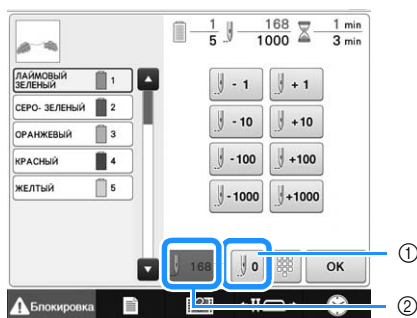 1 168 1 min
5 1000 3 min
ЛАЙМОВЫЙ ЗЕЛЕНЫЙ 1
СЕРО- ЗЕЛЕНЫЙ 2
ОРАНЖЕВЫЙ 3
КРАСНЫЙ 4
ЖЕЛТЫЙ 5
- 1 + 1
- 10 + 10
- 100 +100
- 1000 +1000
168 0 OK
①
Блокировка
②